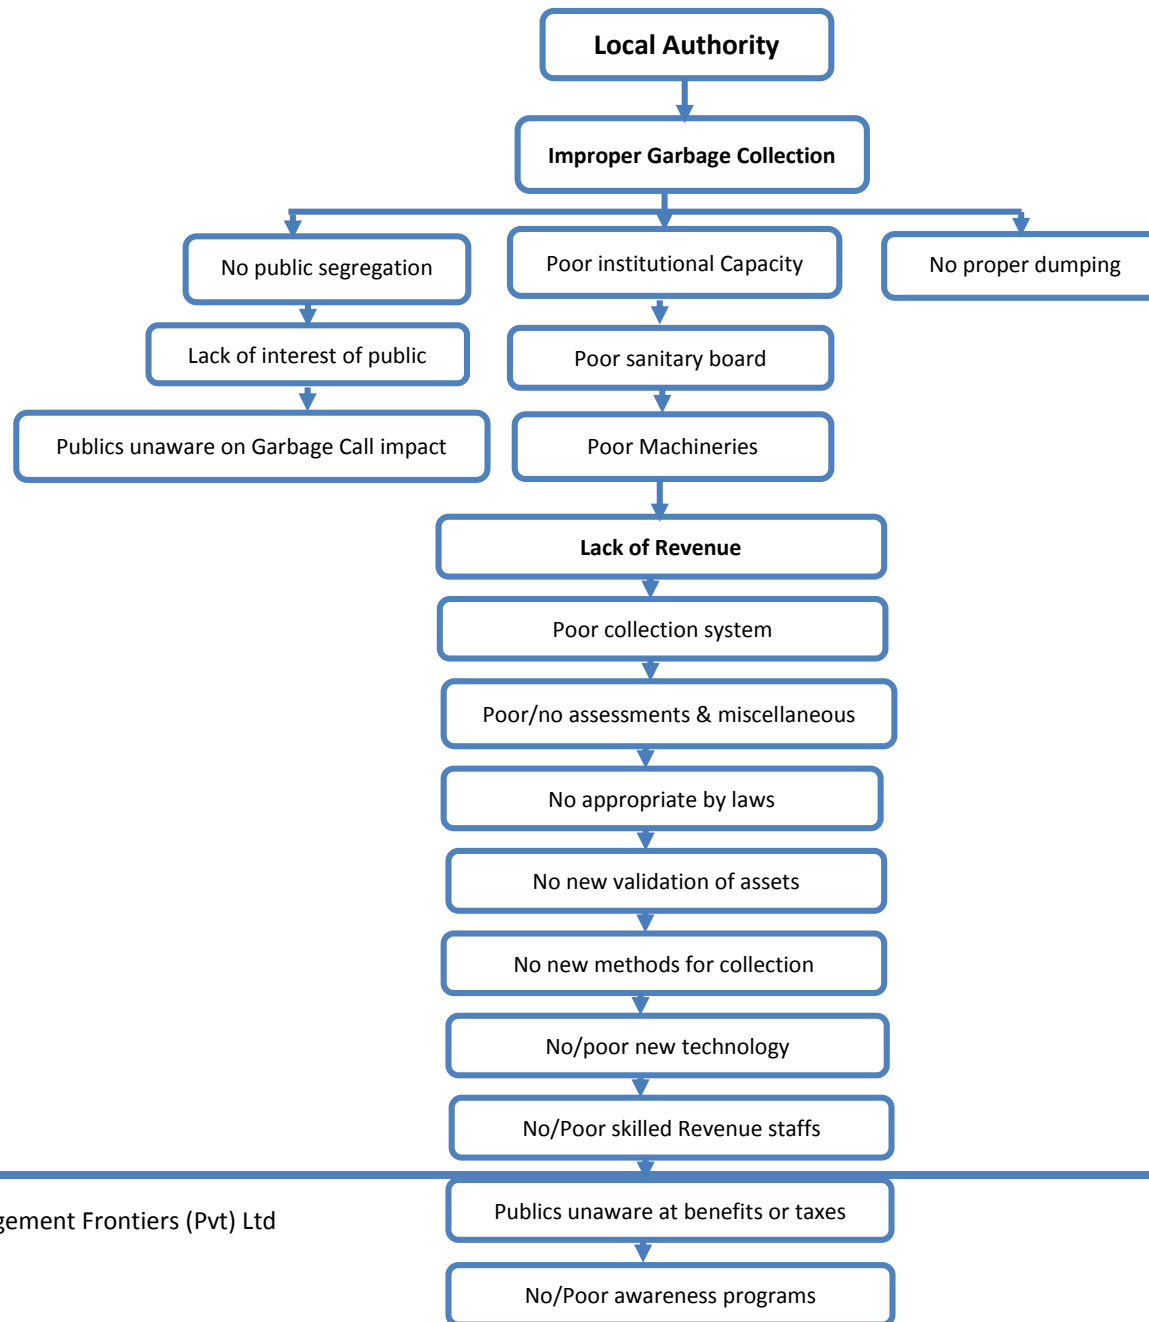 Local Authority
Improper Garbage Collection
No public segregation
Poor institutional Capacity
No proper dumping
Lack of interest of public
Poor sanitary board
Publics unaware on Garbage Call impact
Poor Machineries
Lack of Revenue
Poor collection system
Poor/no assessments & miscellaneous
No appropriate by laws
No new validation of assets
No new methods for collection
No/poor new technology
No/Poor skilled Revenue staffs
Publics unaware at benefits or taxes
gement Frontiers (Pvt) Ltd
No/Poor awareness programs